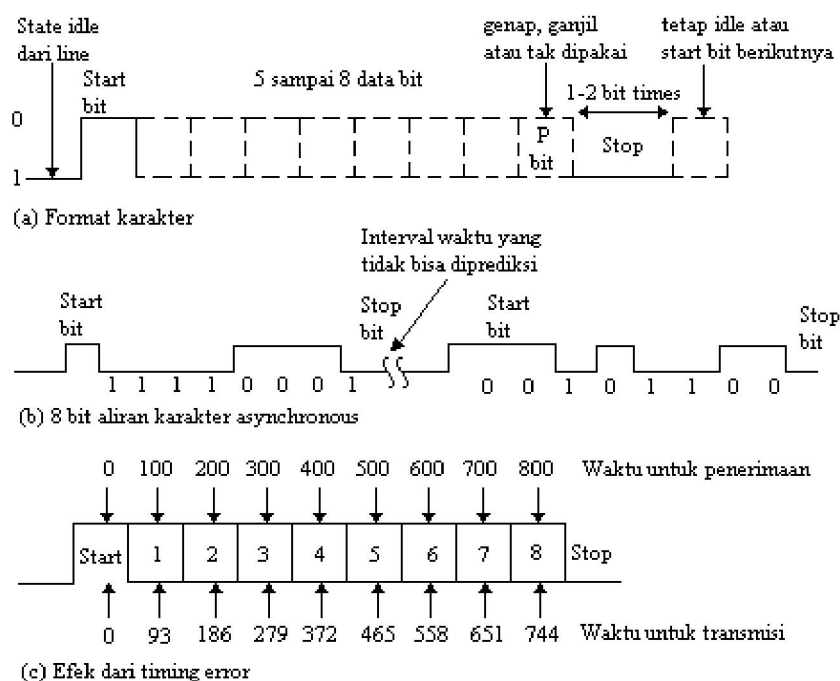 State idle
dari line
Start
bit
5 sampai 8 data bit
genap, ganjil
atau tak dipakai
tetap idle atau
start bit berikutnya
1-2 bit times
0
1
P
bit
Stop
(a) Format karakter
Interval waktu yang
tidak bisa diprediksi
Start
bit
Stop
bit
Start
bit
Stop
bit
1 1 1 1 0 0 0 1
0 0 1 0 1 1 0 0
(b) 8 bit aliran karakter asynchronous
0 100 200 300 400 500 600 700 800 Waktu untuk penerimaan
Start 1 2 3 4 5 6 7 8 Stop
0 93 186 279 372 465 558 651 744 Waktu untuk transmisi
(c) Efek dari timing error